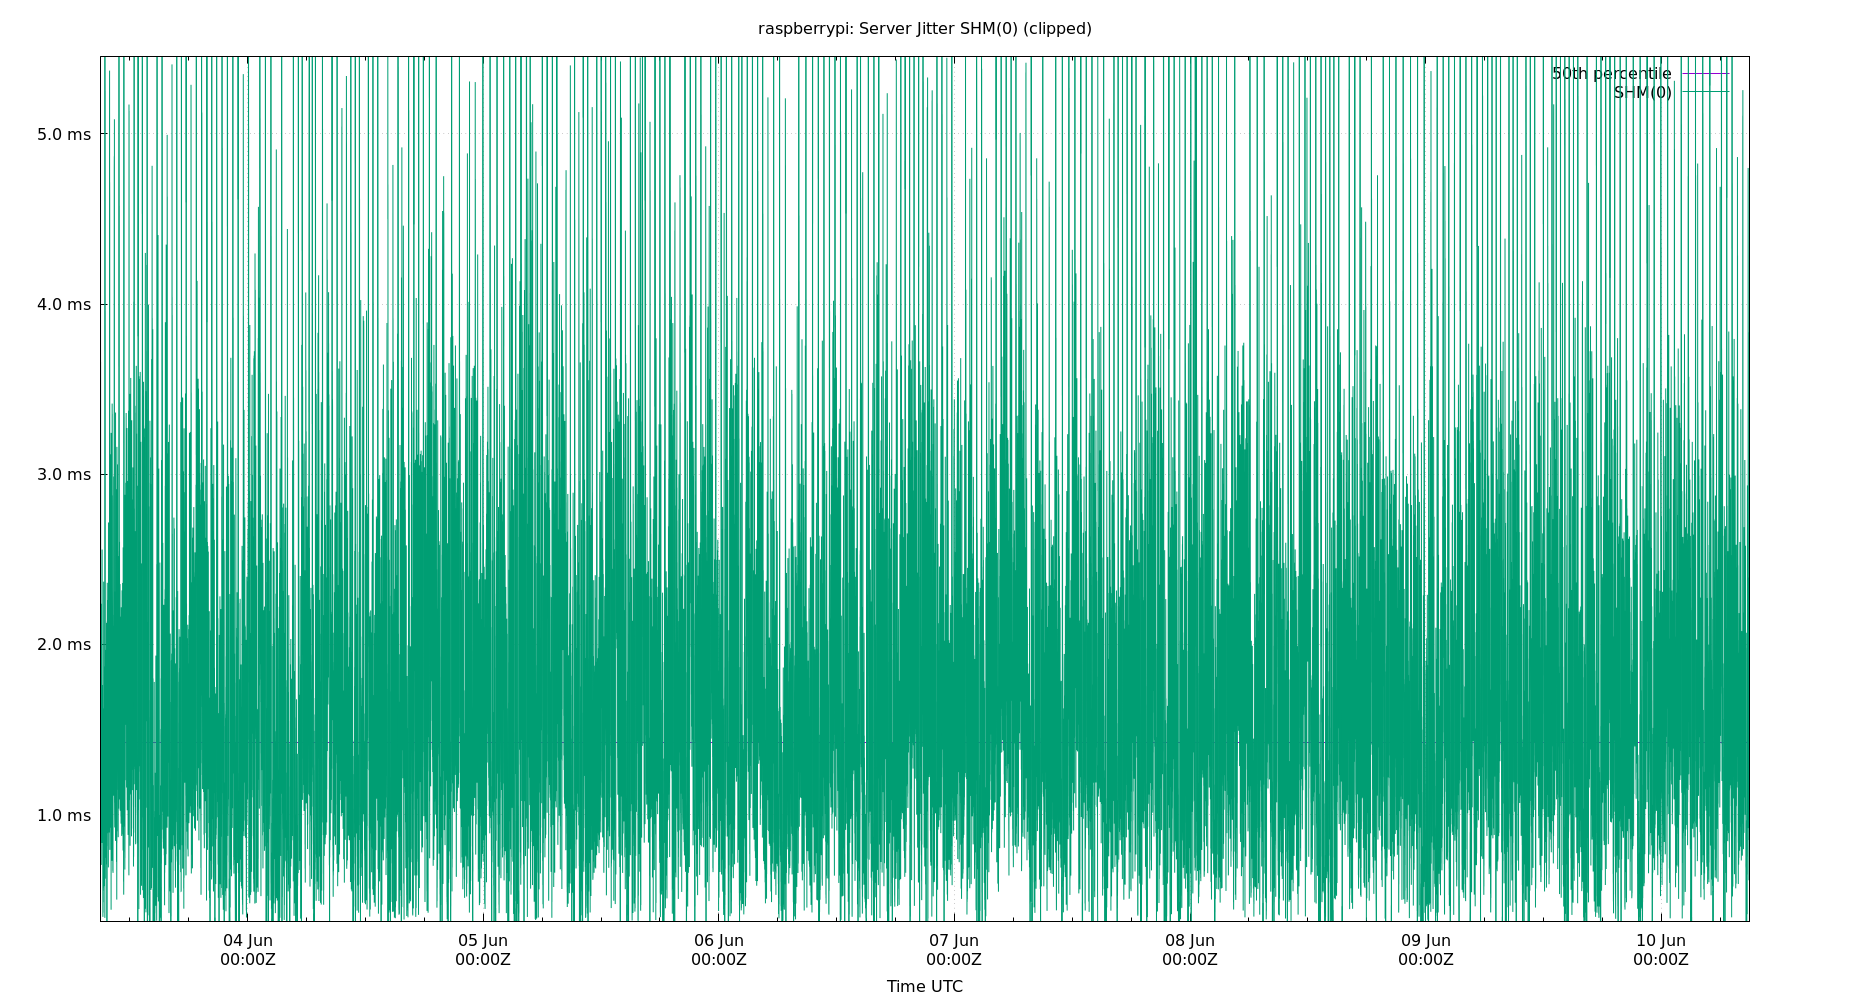 raspberrypi: Server Jitter SHM(0) (clipped)
50th percentile
SHM(0)
5.0 ms
4.0 ms
3.0 ms
2.0 ms
1.0 ms
04 Jun 05 Jun 06 Jun 07 Jun 08 Jun 09 Jun 10 Jun
00:00Z 00:00Z 00:00Z 00:00Z 00:00Z 00:00Z 00:00Z
Time UTC